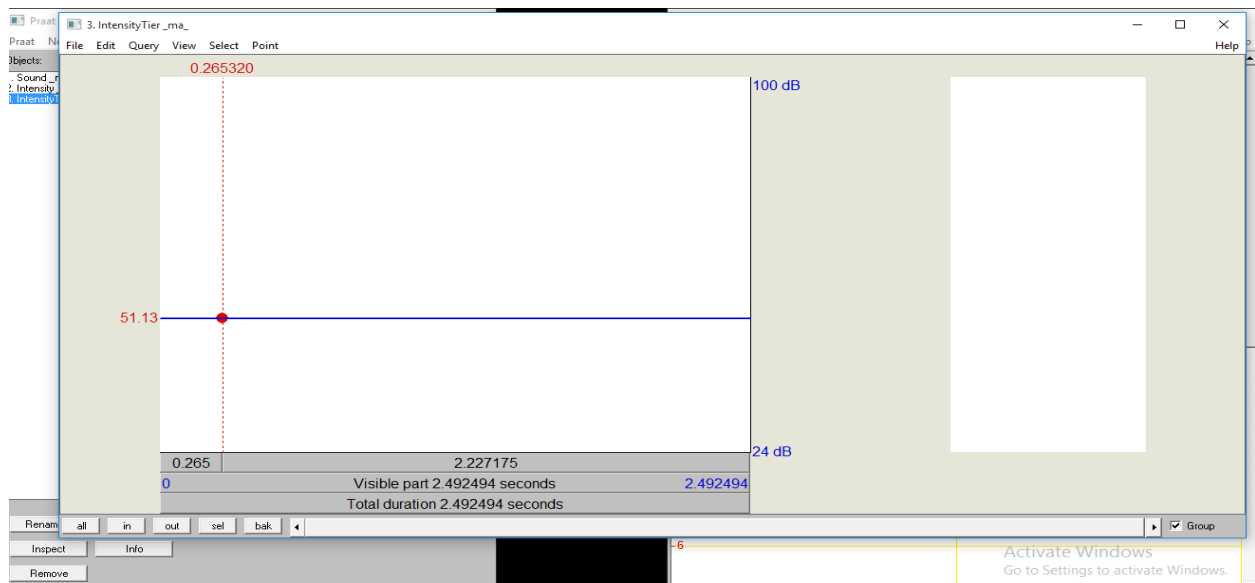 Praat
3. IntensityTier _ma_
Praat
File Edit Query View Select Point Help
Objects:
1. Sound
2. Intensity
3. IntensityT
0.265320
100 dB
51.13
24 dB
0.265 2.227175
0 Visible part 2.492494 seconds 2.492494
Total duration 2.492494 seconds
Renam all in out sel bak Group
Inspect Info
-6
Activate Windows
Go to Settings to activate Windows.
Remove